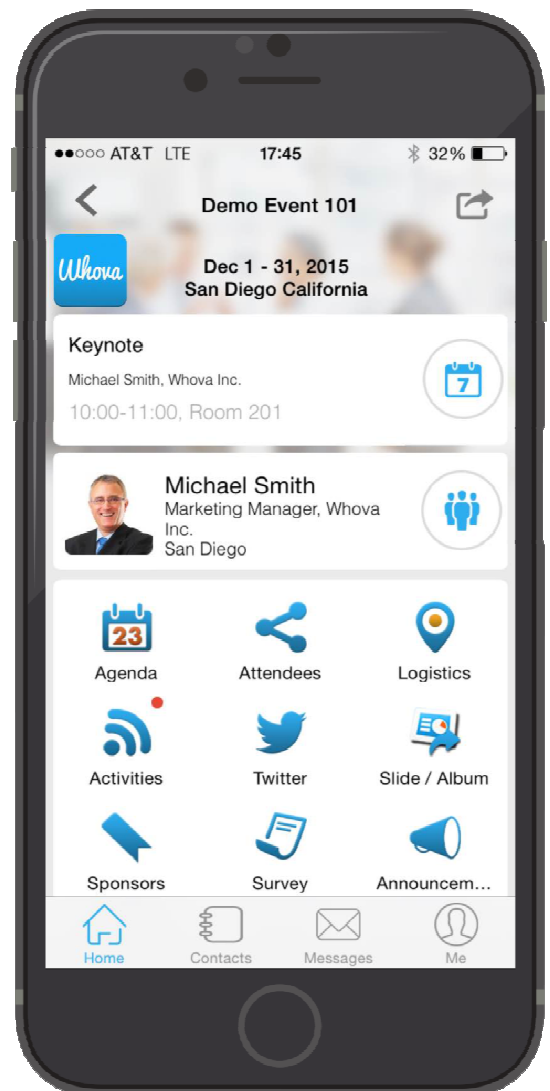 AT&T LTE 17:45 32%
Demo Event 101
Whova
Dec 1 - 31, 2015
San Diego California
Keynote
Michael Smith, Whova Inc.
10:00-11:00, Room 201
7
Michael Smith
Marketing Manager, Whova
Inc.
San Diego
23
Agenda Attendees Logistics
Activities Twitter Slide / Album
Sponsors Survey Announcem...
Home Contacts Messages Me